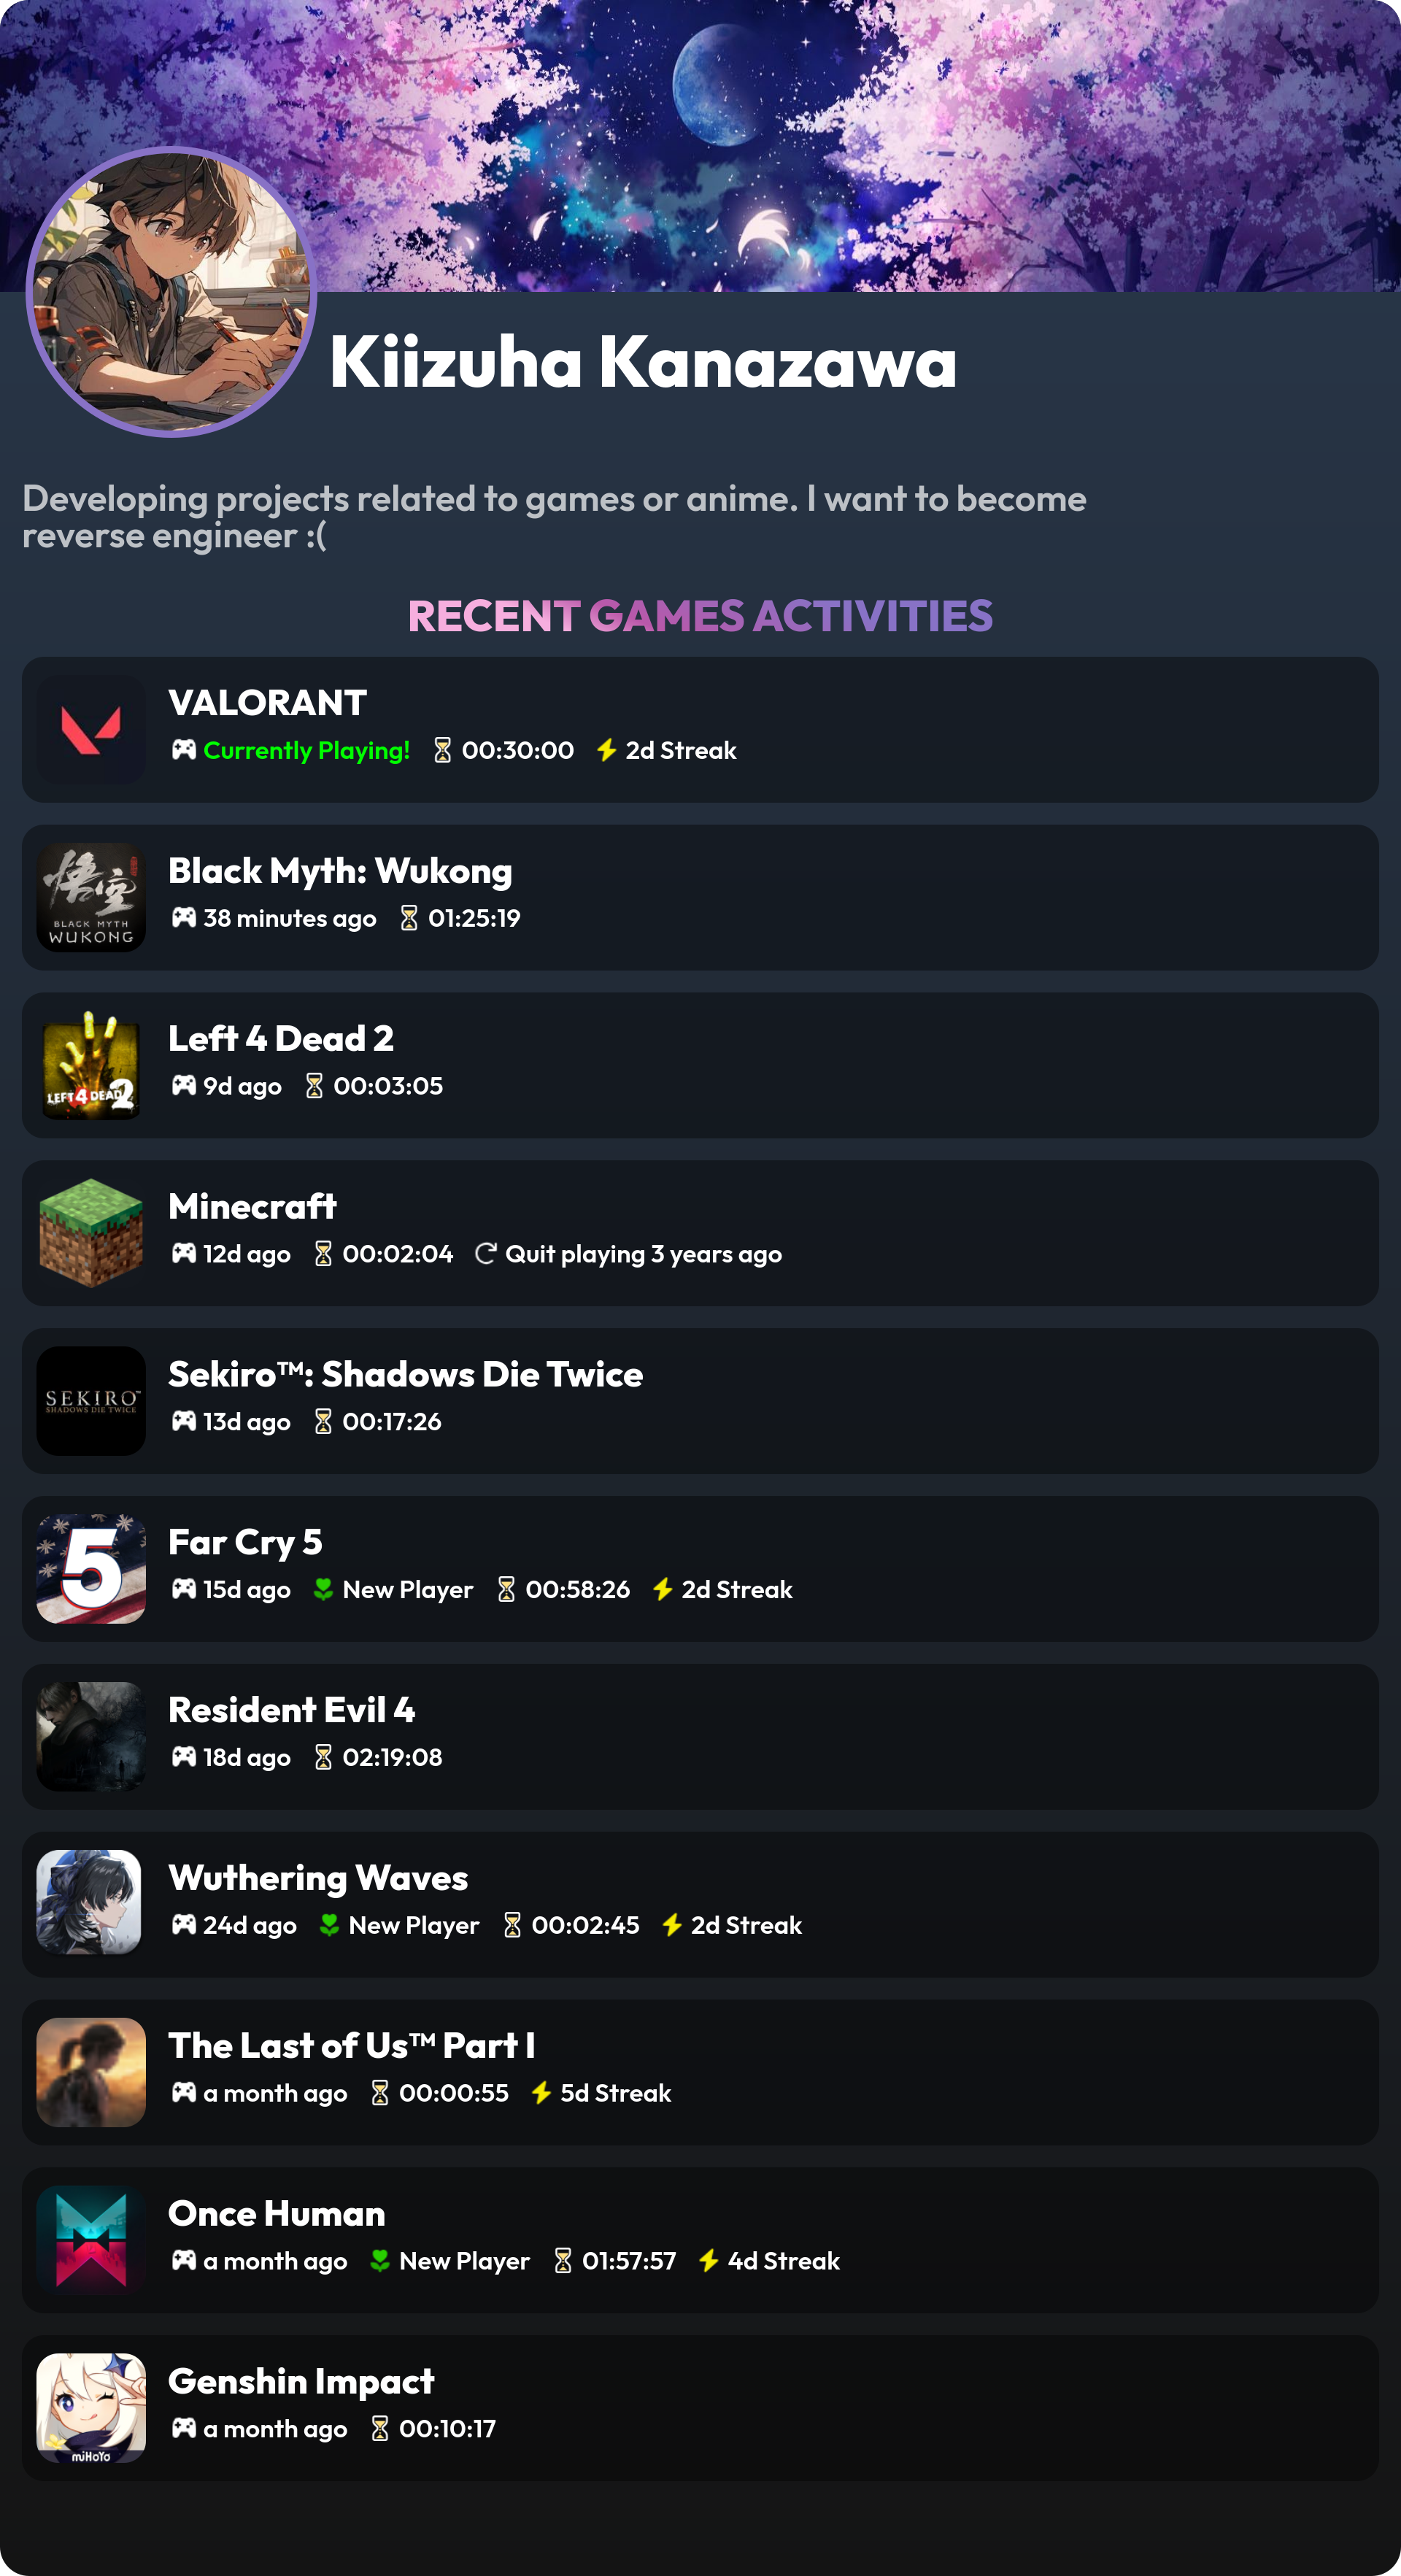 Kiizuha Kanazawa
Developing projects related to games or anime. I want to become
reverse engineer :(
RECENT GAMES ACTIVITIES
VALORANT
Currently Playing! 00:30:00 2d Streak
悟空
BLACK MYTH
WUKONG
Black Myth: Wukong
38 minutes ago 01:25:19
LEFT 4 DEAD 2
Left 4 Dead 2
9d ago 00:03:05
Minecraft
12d ago 00:02:04 Quit playing 3 years ago
SEKIRO™
SHADOWS DIE TWICE
Sekiro™: Shadows Die Twice
13d ago 00:17:26
5
Far Cry 5
15d ago New Player 00:58:26 2d Streak
Resident Evil 4
18d ago 02:19:08
Wuthering Waves
24d ago New Player 00:02:45 2d Streak
The Last of Us™ Part I
a month ago 00:00:55 5d Streak
Once Human
a month ago New Player 01:57:57 4d Streak
miHoYo
Genshin Impact
a month ago 00:10:17